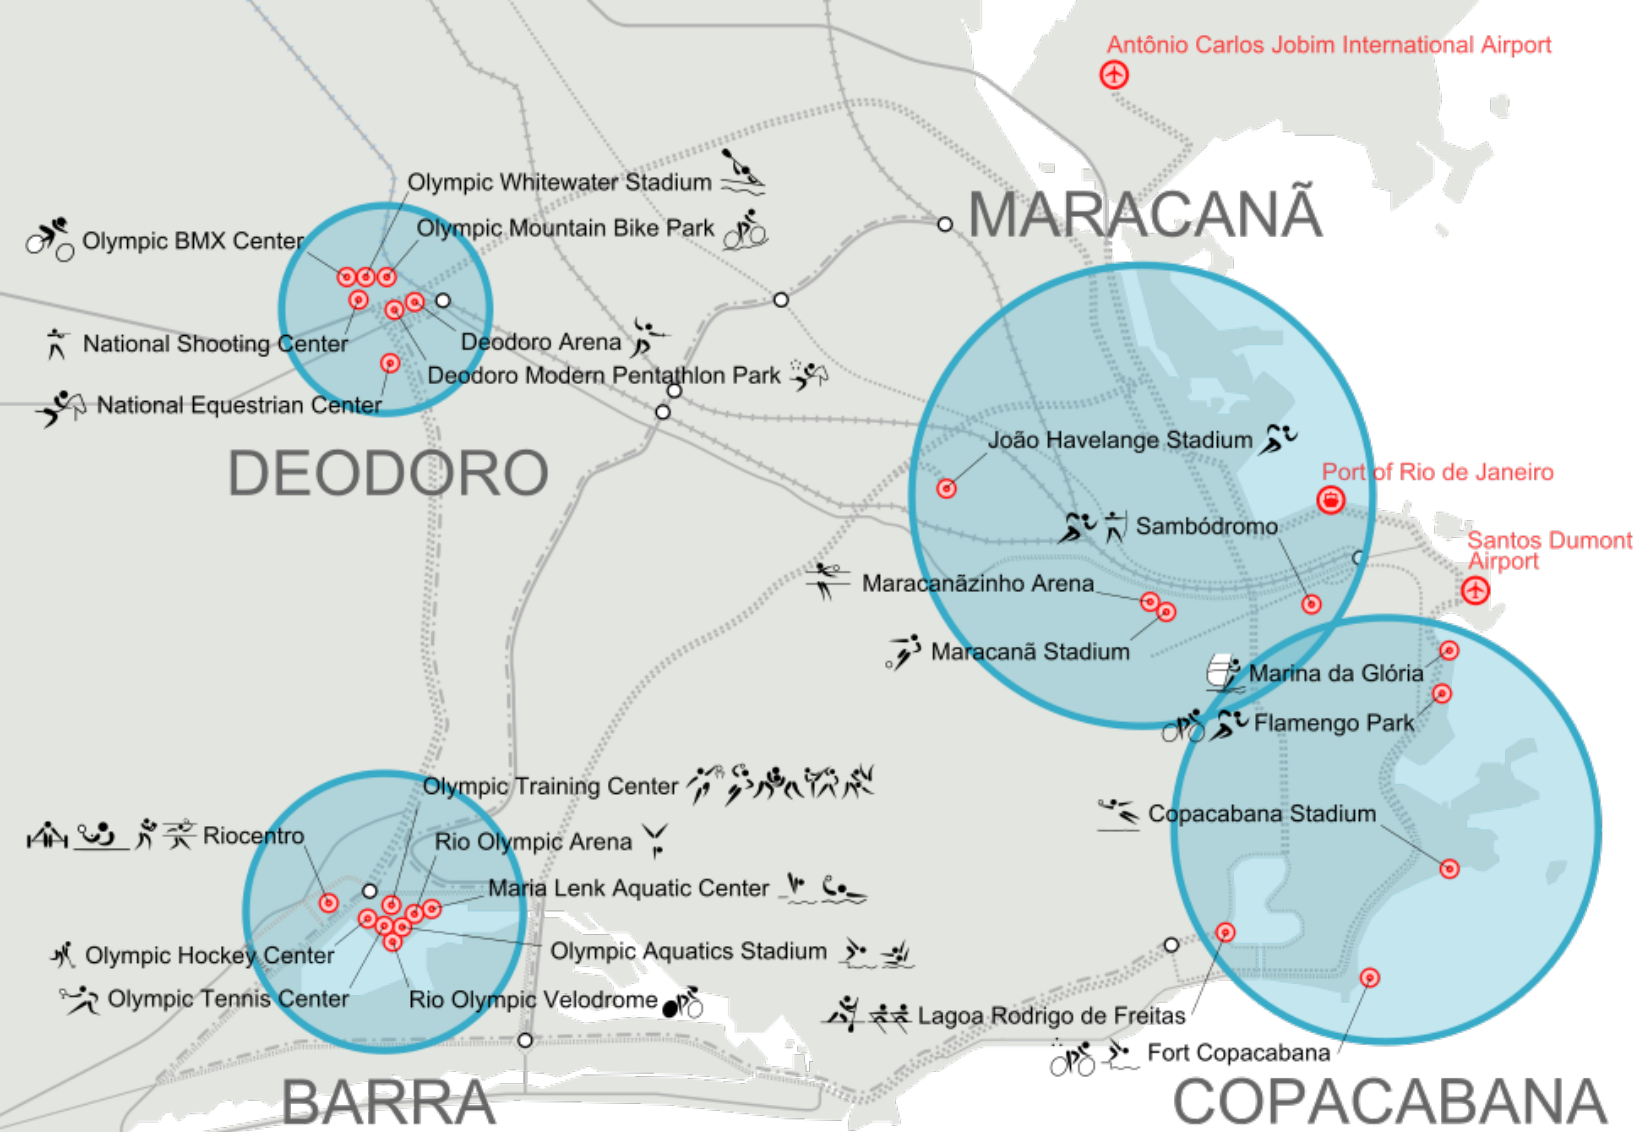 Antônio Carlos Jobim International Airport
Olympic Whitewater Stadium
MARACANÃ
Olympic BMX Center
Olympic Mountain Bike Park
National Shooting Center
Deodoro Arena
Deodoro Modern Pentathlon Park
National Equestrian Center
DEODORO
João Havelange Stadium
Port of Rio de Janeiro
Sambódromo
Santos Dumont
Airport
Maracanãzinho Arena
Maracanã Stadium
Marina da Glória
Flamengo Park
Olympic Training Center
Copacabana Stadium
Riocentro
Rio Olympic Arena
Maria Lenk Aquatic Center
Olympic Hockey Center
Olympic Aquatics Stadium
Olympic Tennis Center
Rio Olympic Velodrome
Lagoa Rodrigo de Freitas
Fort Copacabana
BARRA
COPACABANA